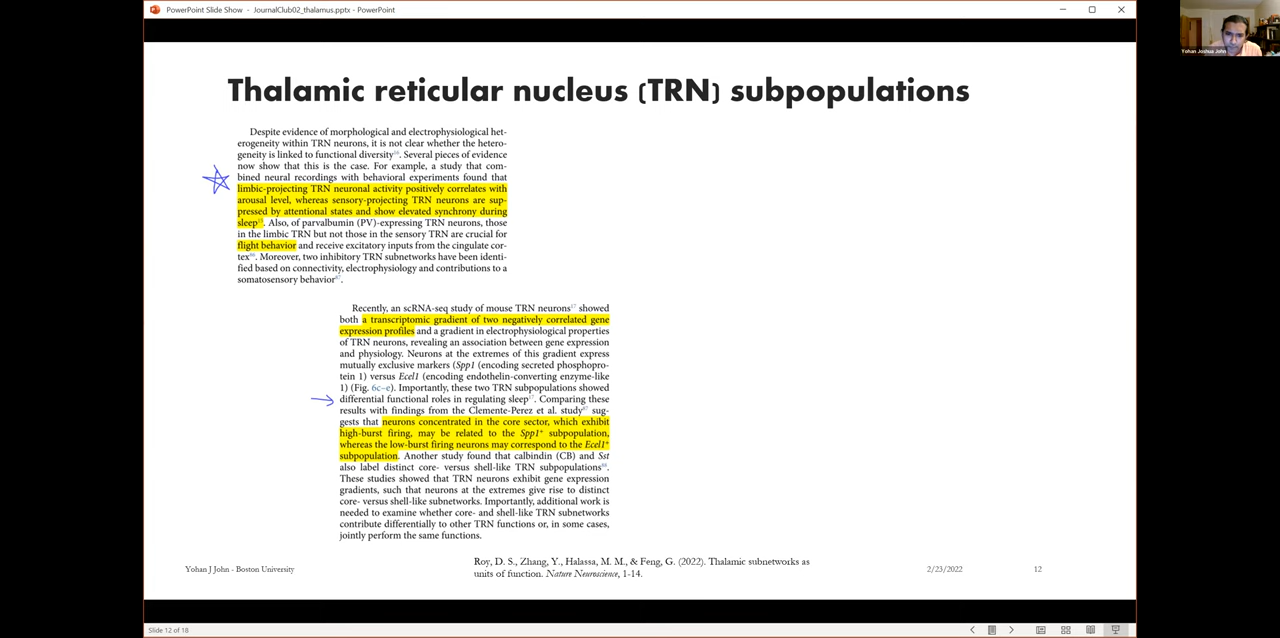 PowerPoint Slide Show - JournalClub02_thalamus.pptx - PowerPoint
Yohan Joshua John
Thalamic reticular nucleus (TRN) subpopulations
Despite evidence of morphological and electrophysiological het-
erogeneity within TRN neurons, it is not clear whether the hetero-
geneity is linked to functional diversity. Several pieces of evidence
now show that this is the case. For example, a study that com-
bined neural recordings with behavioral experiments found that
limbic-projecting TRN neuronal activity positively correlates with
arousal level, whereas sensory-projecting TRN neurons are sup-
pressed by attentional states and show elevated synchrony during
sleep. Also, of parvalbumin (PV)-expressing TRN neurons, those
in the limbic TRN but not those in the sensory TRN are crucial for
flight behavior and receive excitatory inputs from the cingulate cor-
tex. Moreover, two inhibitory TRN subnetworks have been identi-
fied based on connectivity, electrophysiology and contributions to a
somatosensory behavior.
Recently, an scRNA-seq study of mouse TRN neurons showed
both a transcriptomic gradient of two negatively correlated gene
expression profiles and a gradient in electrophysiological properties
of TRN neurons, revealing an association between gene expression
and physiology. Neurons at the extremes of this gradient express
mutually exclusive markers (Spp1 (encoding secreted phosphopro-
tein 1) versus Ecel1 (encoding endothelin-converting enzyme-like
1) (Fig. 6c–e). Importantly, these two TRN subpopulations showed
differential functional roles in regulating sleep. Comparing these
results with findings from the Clemente-Perez et al. study sug-
gests that neurons concentrated in the core sector, which exhibit
high-burst firing, may be related to the Spp1+ subpopulation,
whereas the low-burst firing neurons may correspond to the Ecel1+
subpopulation. Another study found that calbindin (CB) and Sst
also label distinct core- versus shell-like TRN subpopulations.
These studies showed that TRN neurons exhibit gene expression
gradients, such that neurons at the extremes give rise to distinct
core- versus shell-like subnetworks. Importantly, additional work is
needed to examine whether core- and shell-like TRN subnetworks
contribute differentially to other TRN functions or, in some cases,
jointly perform the same functions.
Roy, D. S., Zhang, Y., Halassa, M. M., & Feng, G. (2022). Thalamic subnetworks as
units of function. Nature Neuroscience, 1-14.
Yohan J John - Boston University
2/23/2022
12
Slide 12 of 18